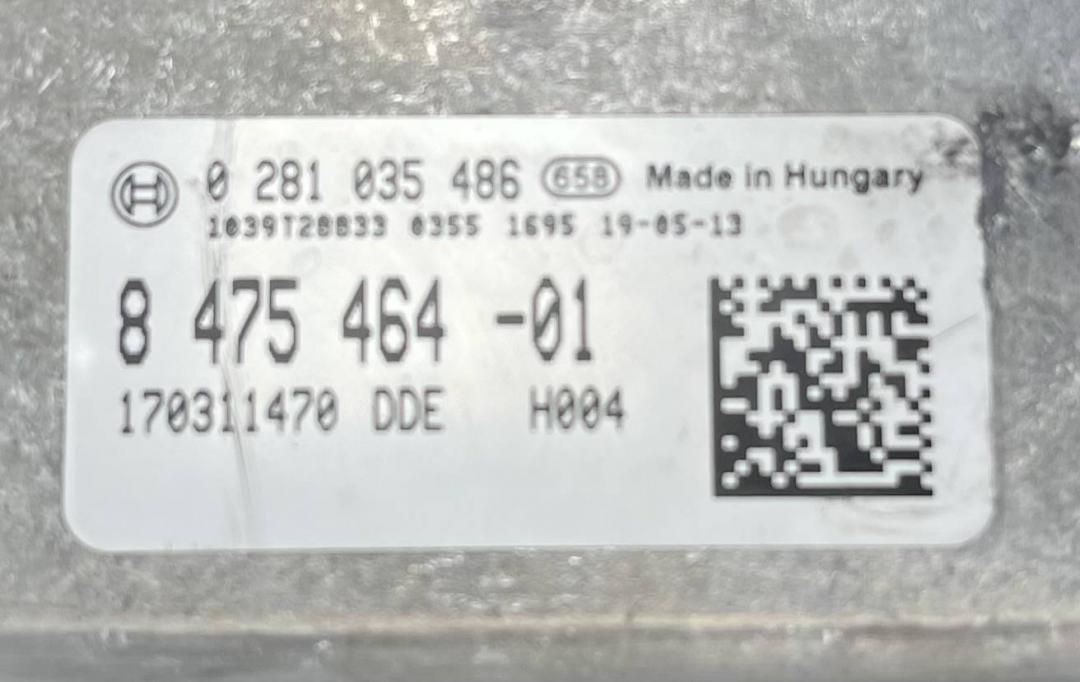 0 281 035 486 658 Made in Hungary
1039T28833 0355 1695 19-05-13
8 475 464 -01
170311470 DDE H004